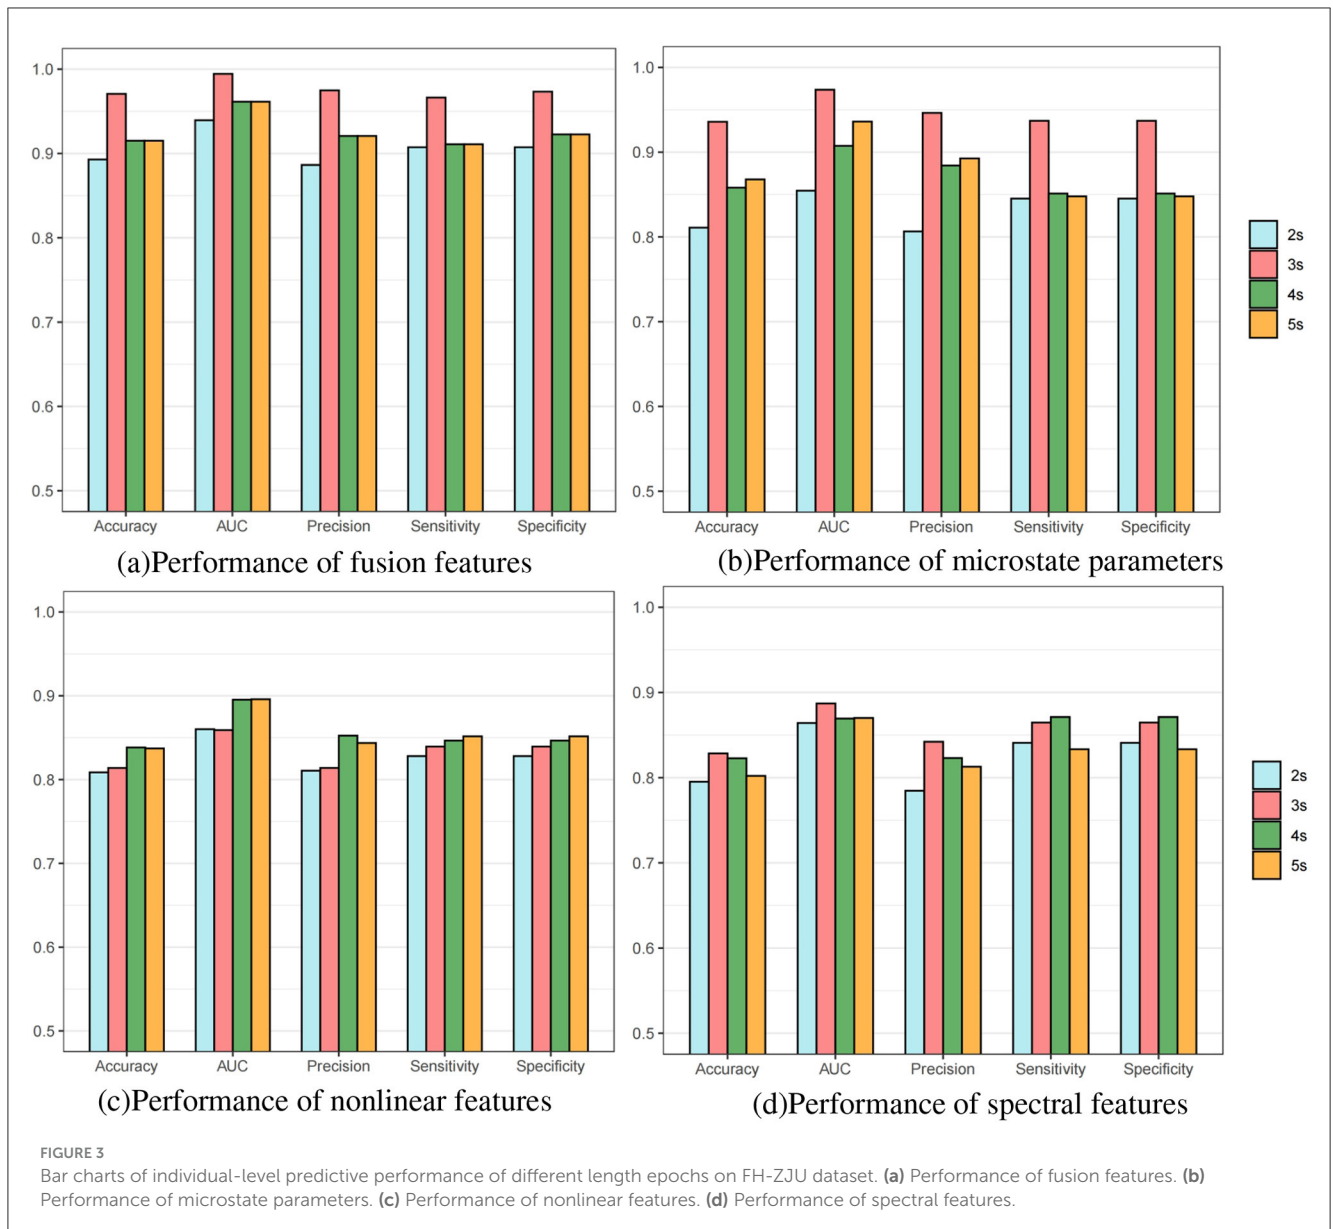 1.0
0.9
0.8
0.7
0.6
0.5
Accuracy AUC Precision Sensitivity Specificity
(a)Performance of fusion features
1.0
0.9
0.8
0.7
0.6
0.5
Accuracy AUC Precision Sensitivity Specificity
(b)Performance of microstate parameters
2s
3s
4s
5s
1.0
0.9
0.8
0.7
0.6
0.5
Accuracy AUC Precision Sensitivity Specificity
(c)Performance of nonlinear features
1.0
0.9
0.8
0.7
0.6
0.5
Accuracy AUC Precision Sensitivity Specificity
(d)Performance of spectral features
2s
3s
4s
5s
FIGURE 3
Bar charts of individual-level predictive performance of different length epochs on FH-ZJU dataset. (a) Performance of fusion features. (b)
Performance of microstate parameters. (c) Performance of nonlinear features. (d) Performance of spectral features.